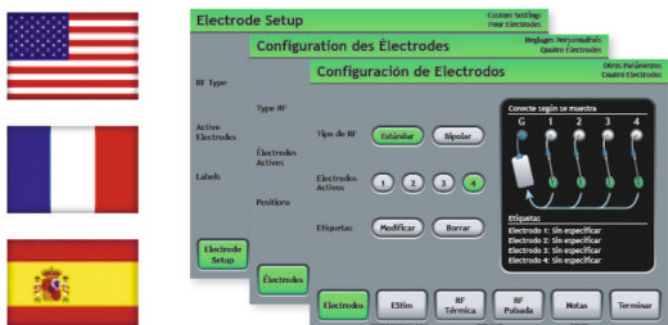 Electrode Setup
Custom Settings
Four Electrodes
RF Type
Active
Electrodes
Labels
Electrode
Setup
Configuration des Électrodes
Réglages Personnalisés
Quatre Électrodes
Type RF
Électrodes
Actives
Positions
Électrodes
Configuración de Electrodos
Otros Parámetros
Cuatro Electrodos
Tipo de RF
Estándar
Bipolar
Electrodos
Activos
1 2 3 4
Etiquetas
Modificar
Borrar
Conecte según se muestra
G 1 2 3 4
Etiquetas
Electrodo 1: Sin especificar
Electrodo 2: Sin especificar
Electrodo 3: Sin especificar
Electrodo 4: Sin especificar
Electrodos
EStim
RF
Térmica
RF
Pulsada
Notas
Terminar